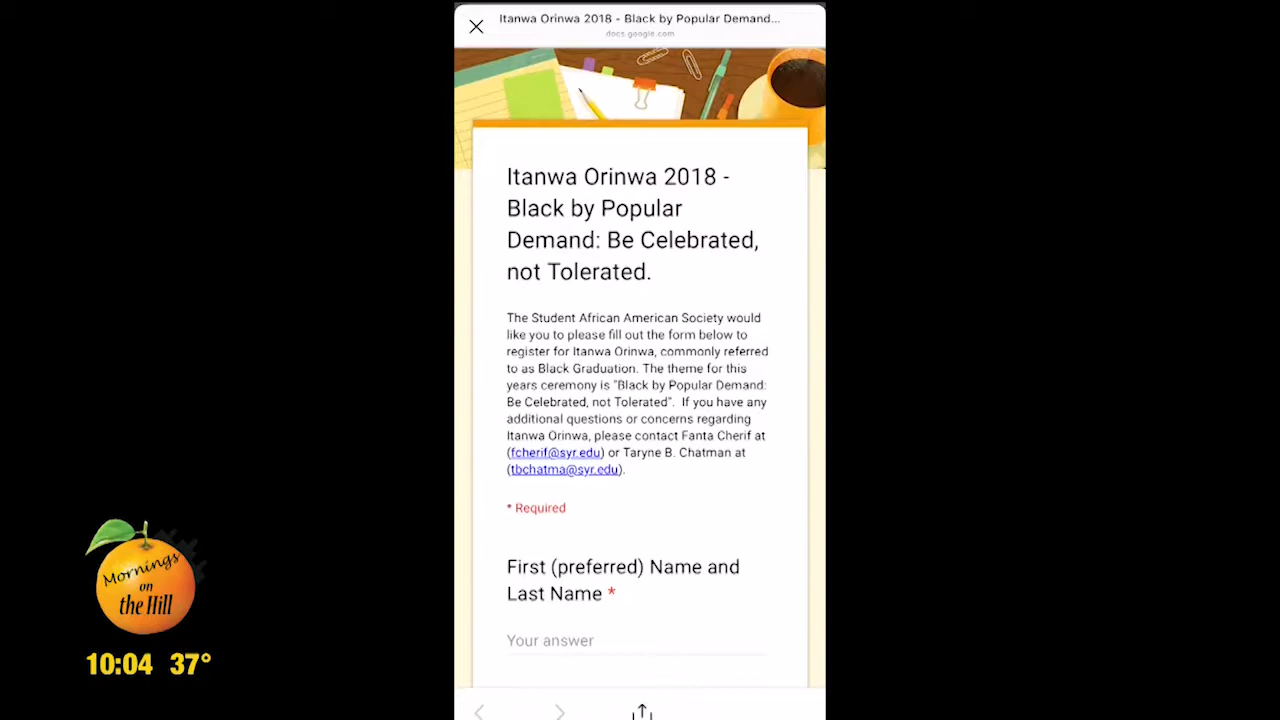 Itanwa Orinwa 2018 - Black by Popular Demand...
docs.google.com
Itanwa Orinwa 2018 -
Black by Popular
Demand: Be Celebrated,
not Tolerated.
The Student African American Society would
like you to please fill out the form below to
register for Itanwa Orinwa, commonly referred
to as Black Graduation. The theme for this
years ceremony is "Black by Popular Demand:
Be Celebrated, not Tolerated". If you have any
additional questions or concerns regarding
Itanwa Orinwa, please contact Fanta Cherif at
(fcherif@syr.edu) or Taryne B. Chatman at
(tbchatma@syr.edu).
* Required
First (preferred) Name and
Last Name *
Your answer
Mornings
on
the Hill
10:04 37°